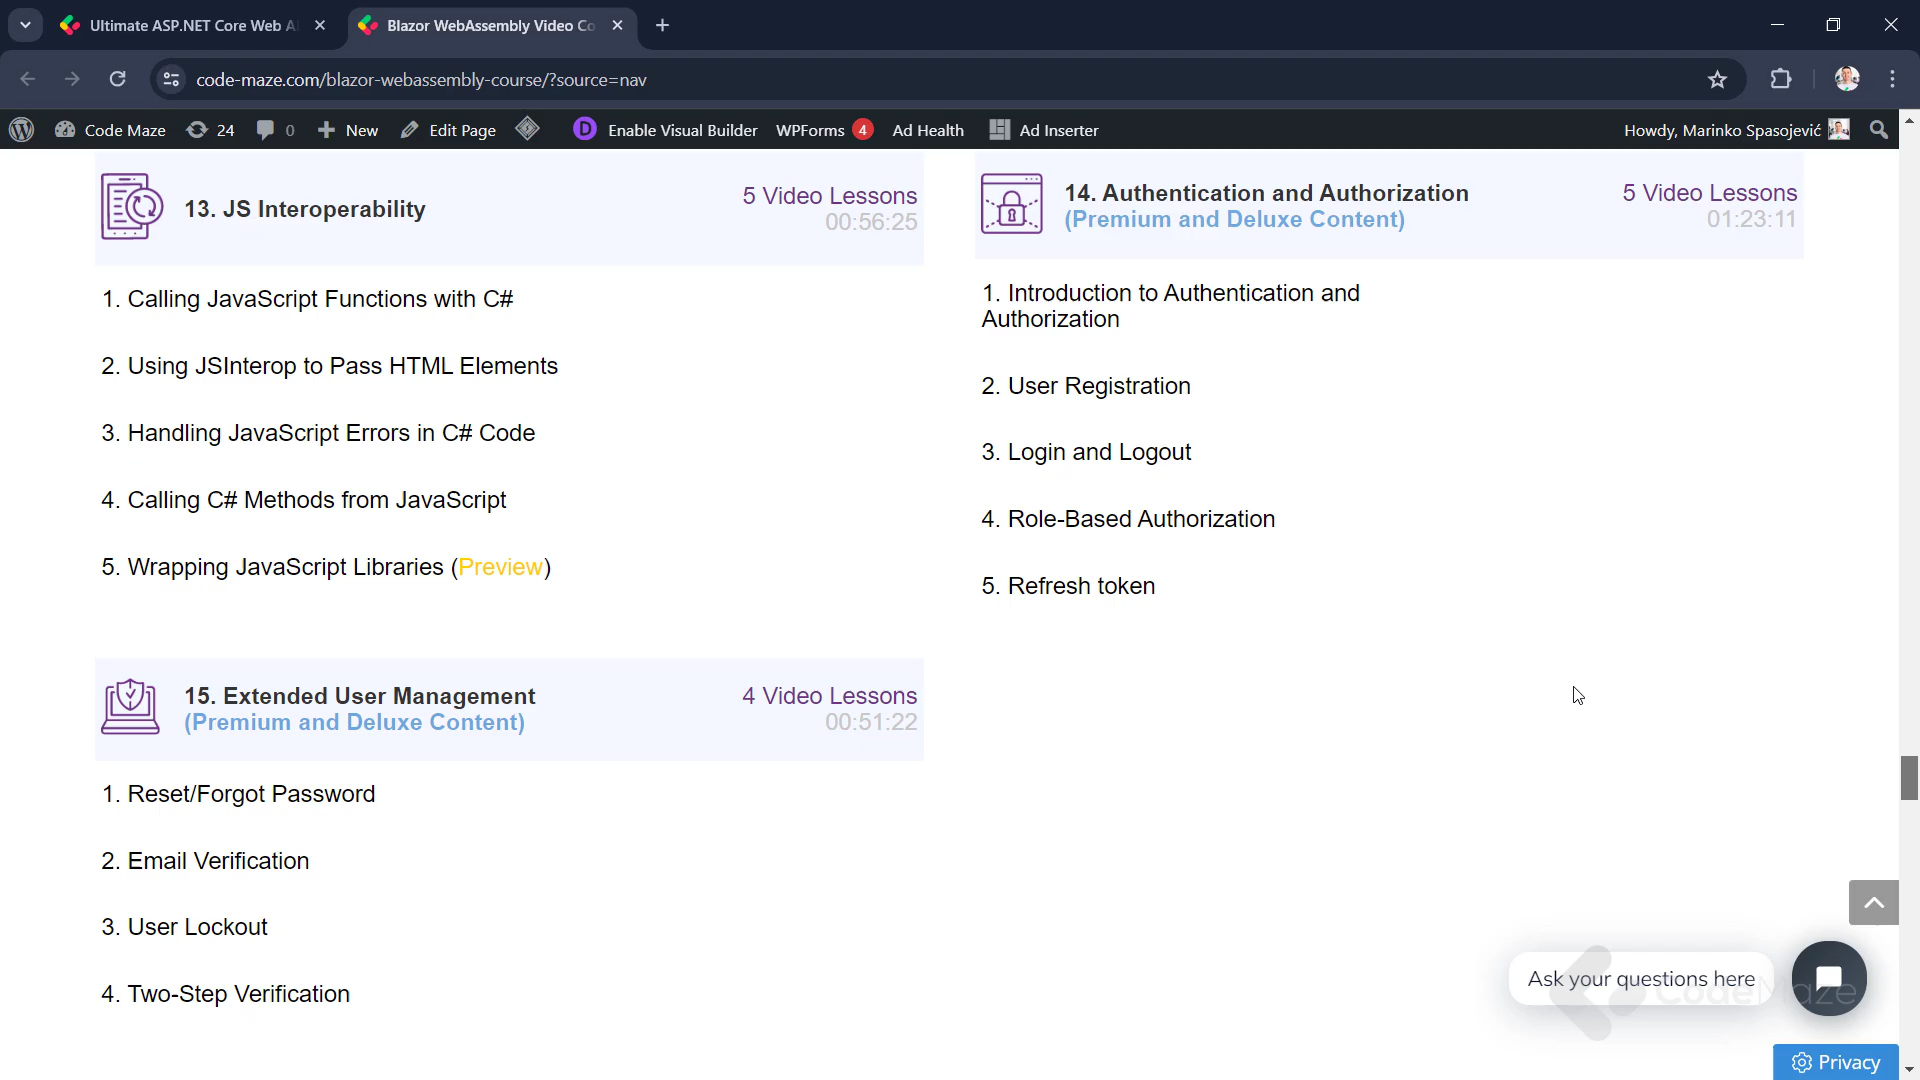 Ultimate ASP.NET Core Web A
Blazor WebAssembly Video Co
code-maze.com/blazor-webassembly-course/?source=nav
Code Maze 24 0 New Edit Page D Enable Visual Builder WPForms 4 Ad Health Ad Inserter Howdy, Marinko Spasojević
13. JS Interoperability
5 Video Lessons
00:56:25
1. Calling JavaScript Functions with C#
2. Using JSInterop to Pass HTML Elements
3. Handling JavaScript Errors in C# Code
4. Calling C# Methods from JavaScript
5. Wrapping JavaScript Libraries (Preview)
14. Authentication and Authorization
(Premium and Deluxe Content)
5 Video Lessons
01:23:11
1. Introduction to Authentication and
Authorization
2. User Registration
3. Login and Logout
4. Role-Based Authorization
5. Refresh token
15. Extended User Management
(Premium and Deluxe Content)
4 Video Lessons
00:51:22
1. Reset/Forgot Password
2. Email Verification
3. User Lockout
4. Two-Step Verification
Ask your questions here
CodeMaze
Privacy